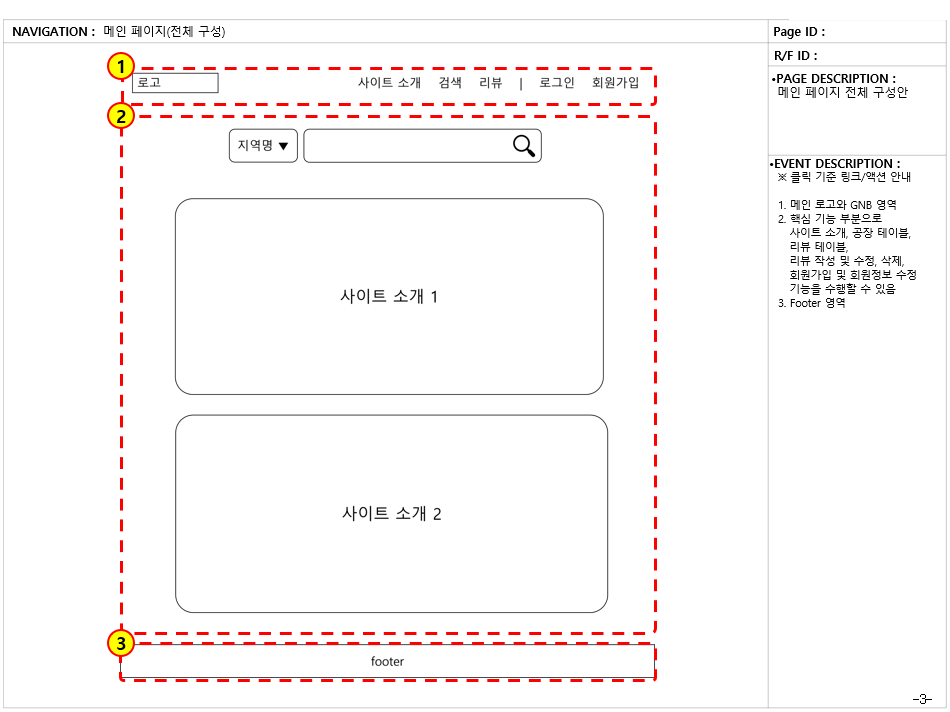 NAVIGATION : 메인 페이지(전체 구성)
Page ID :
R/F ID :
•PAGE DESCRIPTION :
메인 페이지 전체 구성안
1
로고
사이트 소개 검색 리뷰 | 로그인 회원가입
2
지역명 ▼
사이트 소개 1
사이트 소개 2
3
footer
•EVENT DESCRIPTION :
※ 클릭 기준 링크/액션 안내
1. 메인 로고와 GNB 영역
2. 핵심 기능 부분으로
사이트 소개, 공장 테이블,
리뷰 테이블,
리뷰 작성 및 수정, 삭제,
회원가입 및 회원정보 수정
기능을 수행할 수 있음
3. Footer 영역
-3-